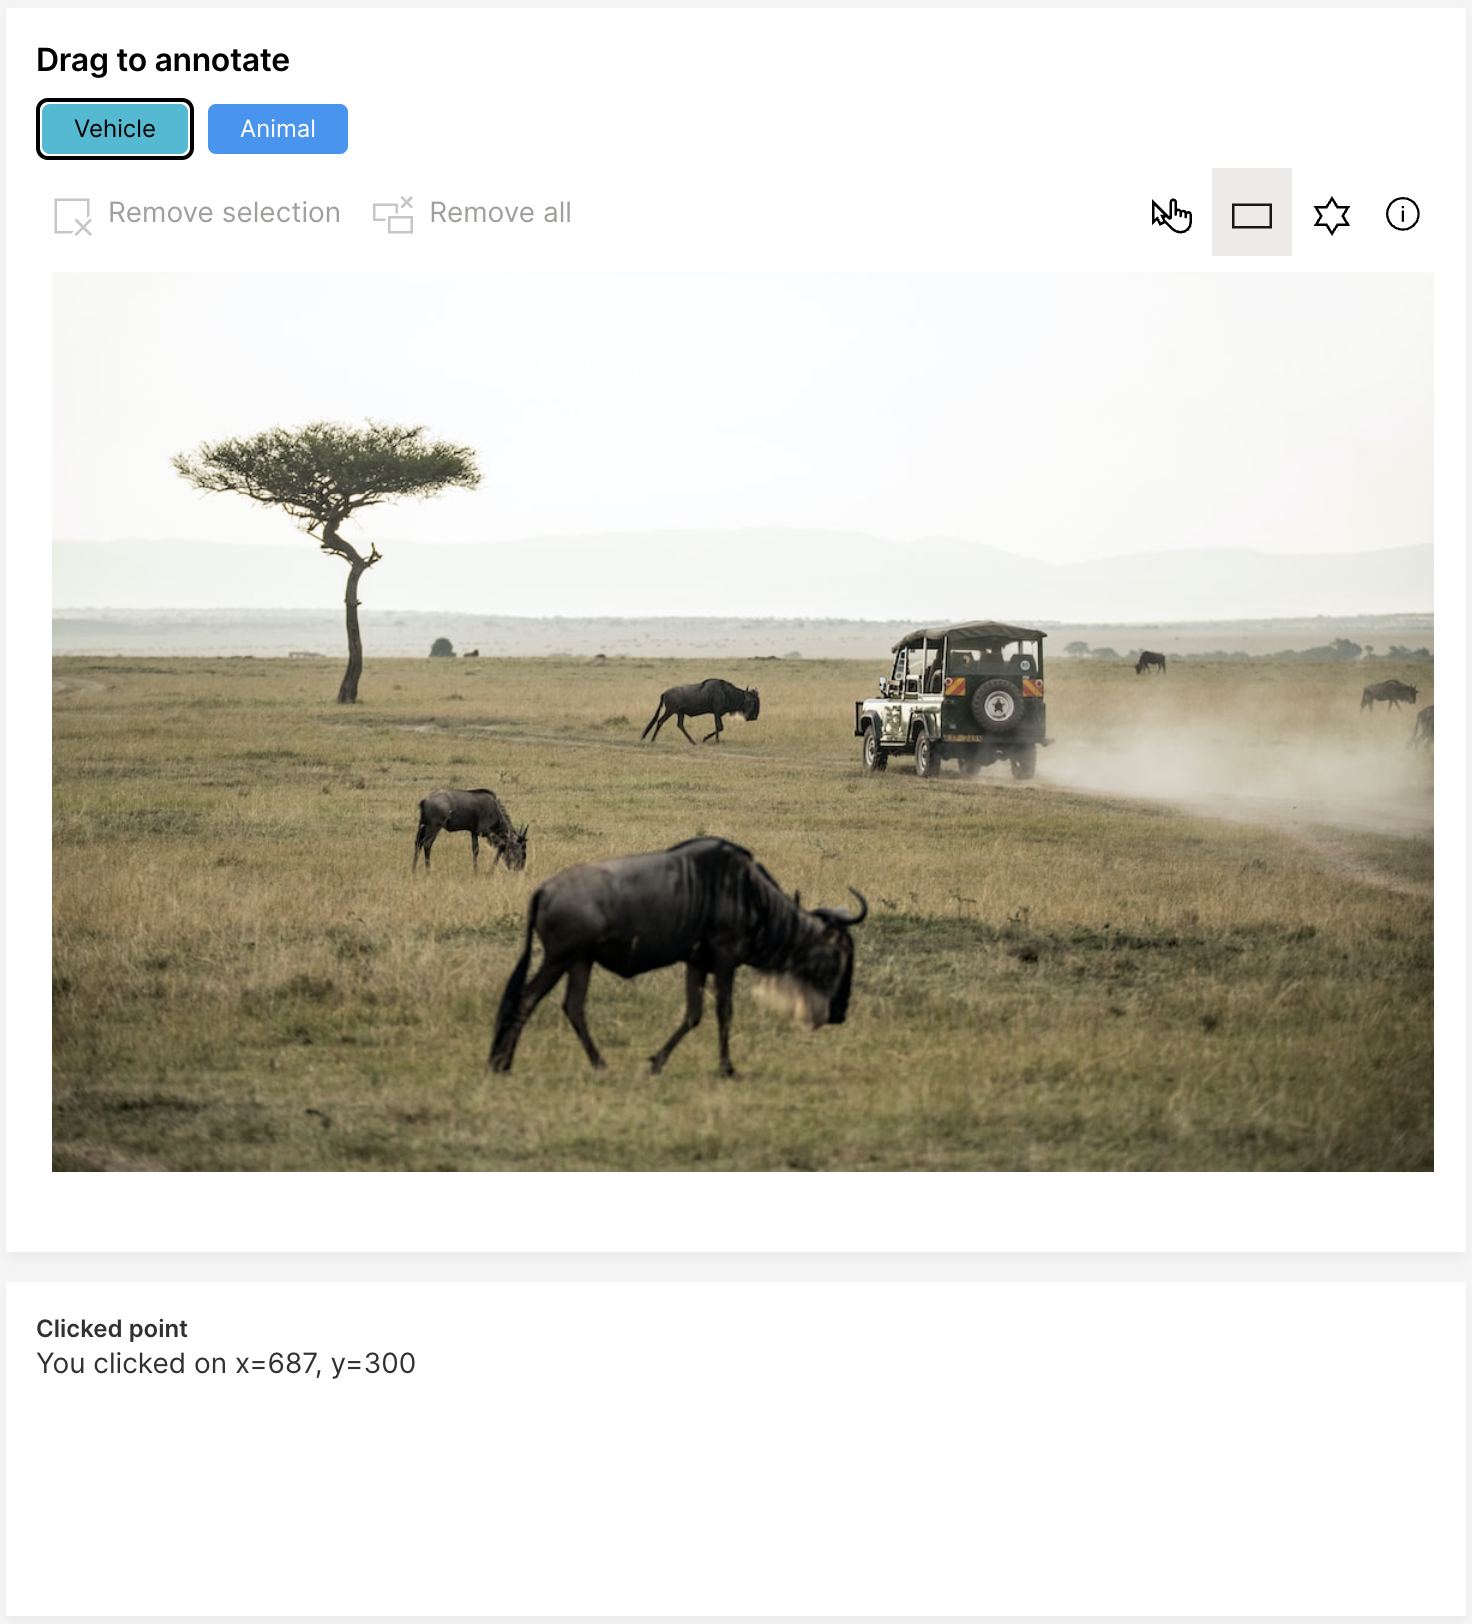 Drag to annotate
Vehicle Animal
Remove selection Remove all
Clicked point
You clicked on x=687, y=300